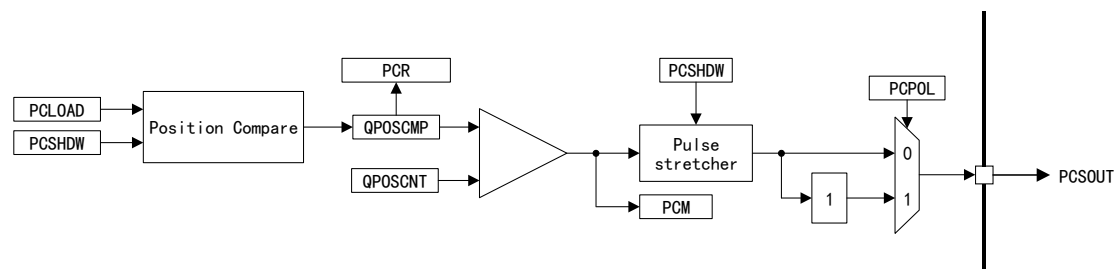 PCR
PCSHDW
PCPOL
PCLOAD
Position Compare
QPOSCMP
PCSHDW
Pulse
stretcher
0
QPOSCNT
1
1
PCM
PCSOUT